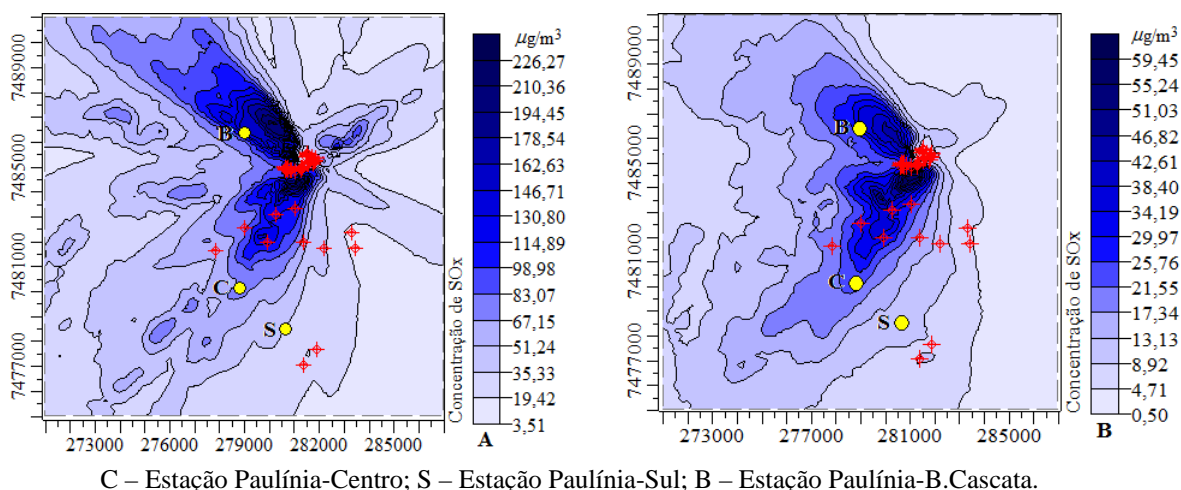 µg/m³
226,27
210,36
194,45
178,54
162,63
146,71
130,80
114,89
98,98
83,07
67,15
51,24
35,33
19,42
3,51
Concentração de SOx
A
7489000
7485000
7481000
7477000
B
C
S
273000 276000 279000 282000 285000
µg/m³
59,45
55,24
51,03
46,82
42,61
38,40
34,19
29,97
25,76
21,55
17,34
13,13
8,92
4,71
0,50
Concentração de SOx
B
7489000
7485000
7481000
7477000
B
C
S
273000 277000 281000 285000
C – Estação Paulínia-Centro; S – Estação Paulínia-Sul; B – Estação Paulínia-B.Cascata.